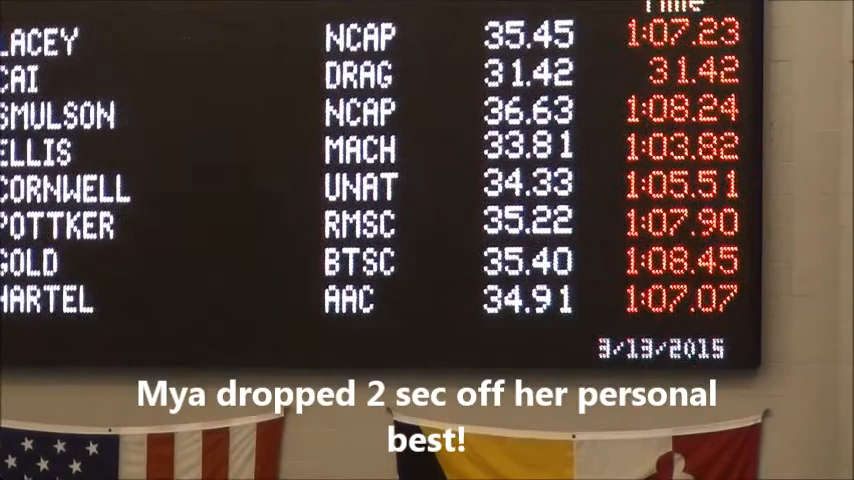 Time
LACEY NCAP 35.45 1:07.23
CAI DRAG 31.42 31.42
SMULSON NCAP 36.63 1:08.24
ELLIS MACH 33.81 1:03.82
CORNWELL UNAT 34.33 1:05.51
POTTKER RMSC 35.22 1:07.90
GOLD BTSC 35.40 1:08.45
HARTEL AAC 34.91 1:07.07
3/13/2015
Mya dropped 2 sec off her personal
best!